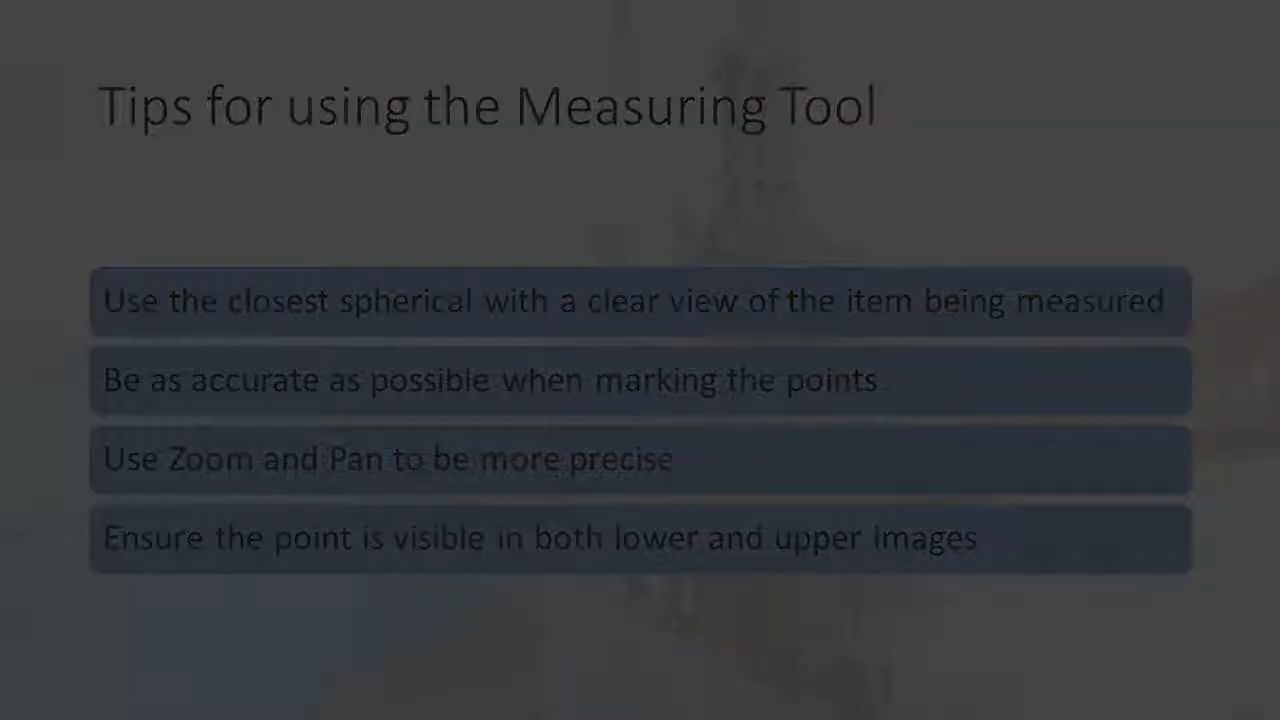 Tips for using the Measuring Tool
Use the closest spherical with a clear view of the item being measured
Be as accurate as possible when marking the points
Use Zoom and Pan to be more precise
Ensure the point is visible in both lower and upper Images